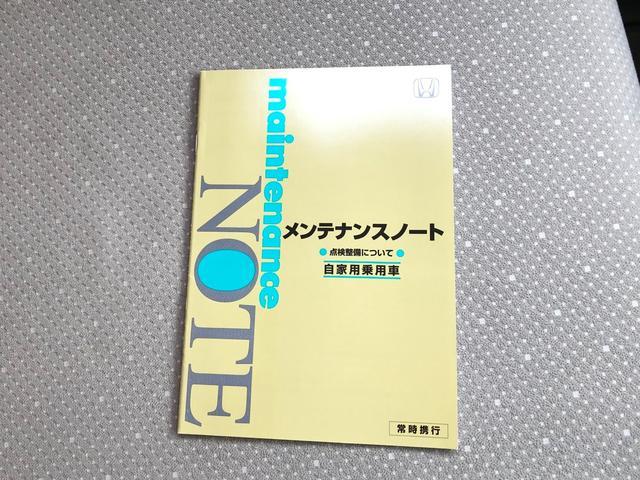 maintenance
NOTE
メンテナンスノート
● 点検整備について ●
自家用乗用車
常時携行